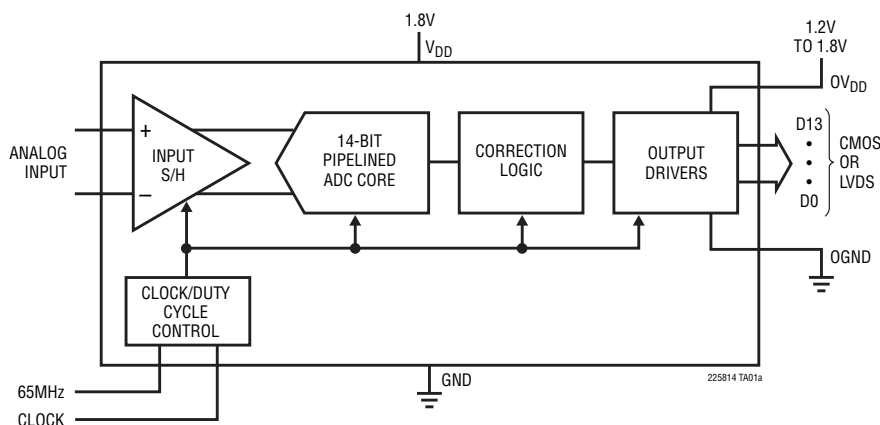 1.8V
VDD
1.2V
TO 1.8V
OVDD
ANALOG
INPUT
+
−
INPUT
S/H
14-BIT
PIPELINED
ADC CORE
CORRECTION
LOGIC
OUTPUT
DRIVERS
D13
•
•
•
D0
CMOS
OR
LVDS
OGND
CLOCK/DUTY
CYCLE
CONTROL
GND
225814 TA01a
65MHz
CLOCK